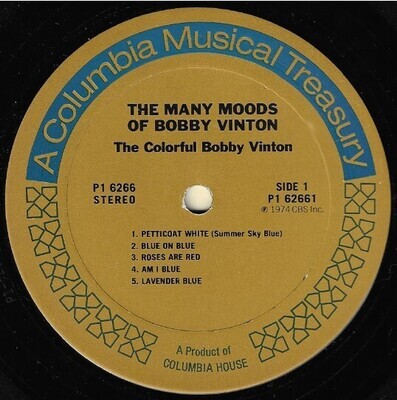 A Columbia Musical Treasury
THE MANY MOODS
OF BOBBY VINTON
The Colorful Bobby Vinton
P1 6266
STEREO
SIDE 1
P1 62661
℗ 1974 CBS Inc.
1. PETTICOAT WHITE (Summer Sky Blue)
2. BLUE ON BLUE
3. ROSES ARE RED
4. AM I BLUE
5. LAVENDER BLUE
A Product of
COLUMBIA HOUSE